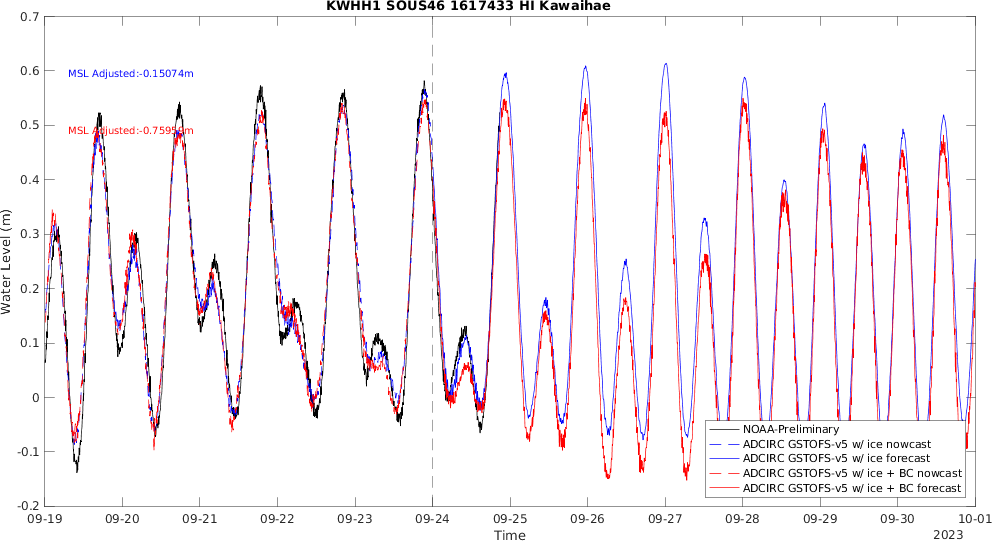 KWHH1 SOUS46 1617433 HI Kawaihae
0.7
0.6
0.5
0.4
0.3
0.2
0.1
0
-0.1
-0.2
Water Level (m)
MSL Adjusted:-0.15074m
MSL Adjusted:
NOAA-Preliminary
ADCIRC GSTOFS-v5 w/ ice nowcast
ADCIRC GSTOFS-v5 w/ ice forecast
ADCIRC GSTOFS-v5 w/ ice + BC nowcast
ADCIRC GSTOFS-v5 w/ ice + BC forecast
09-19 09-20 09-21 09-22 09-23 09-24 09-25 09-26 09-27 09-28 09-29 09-30 10-01
Time
2023